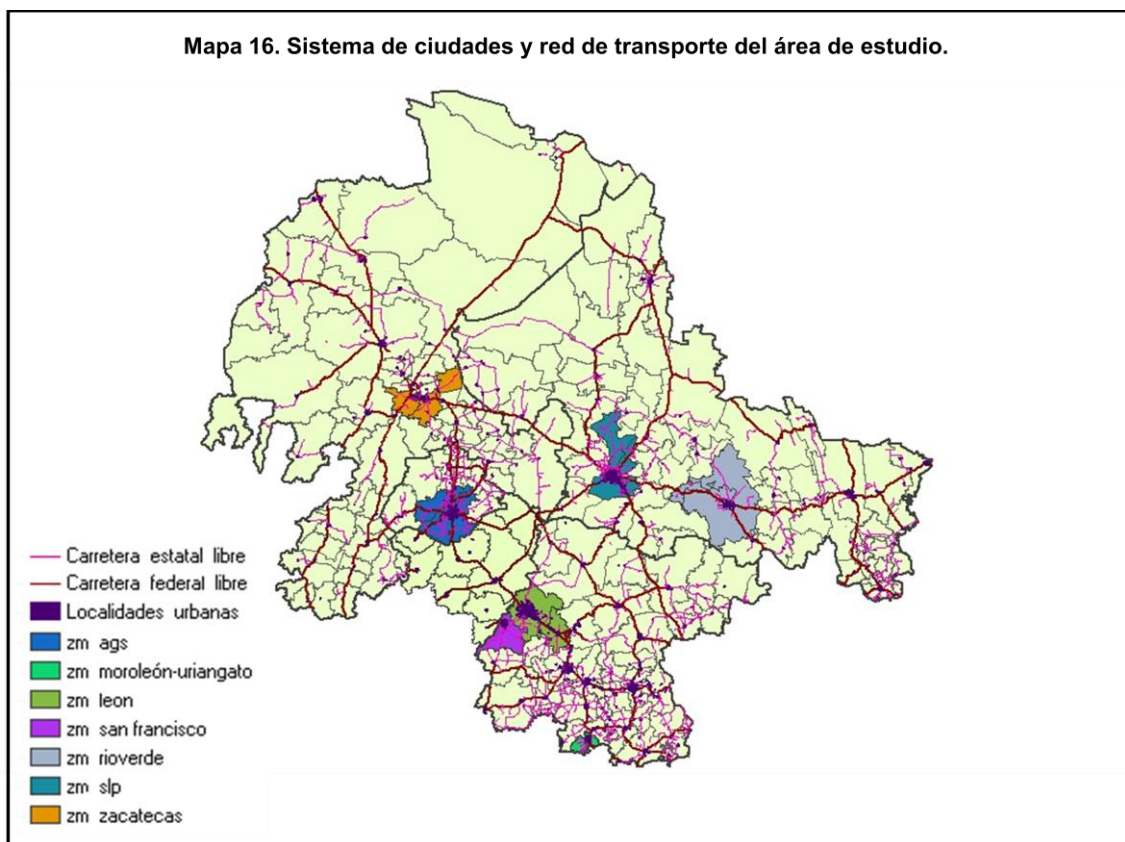 Mapa 16. Sistema de ciudades y red de transporte del área de estudio.
Carretera estatal libre
Carretera federal libre
Localidades urbanas
zm ags
zm moroleón-uriangato
zm leon
zm san francisco
zm rioverde
zm slp
zm zacatecas